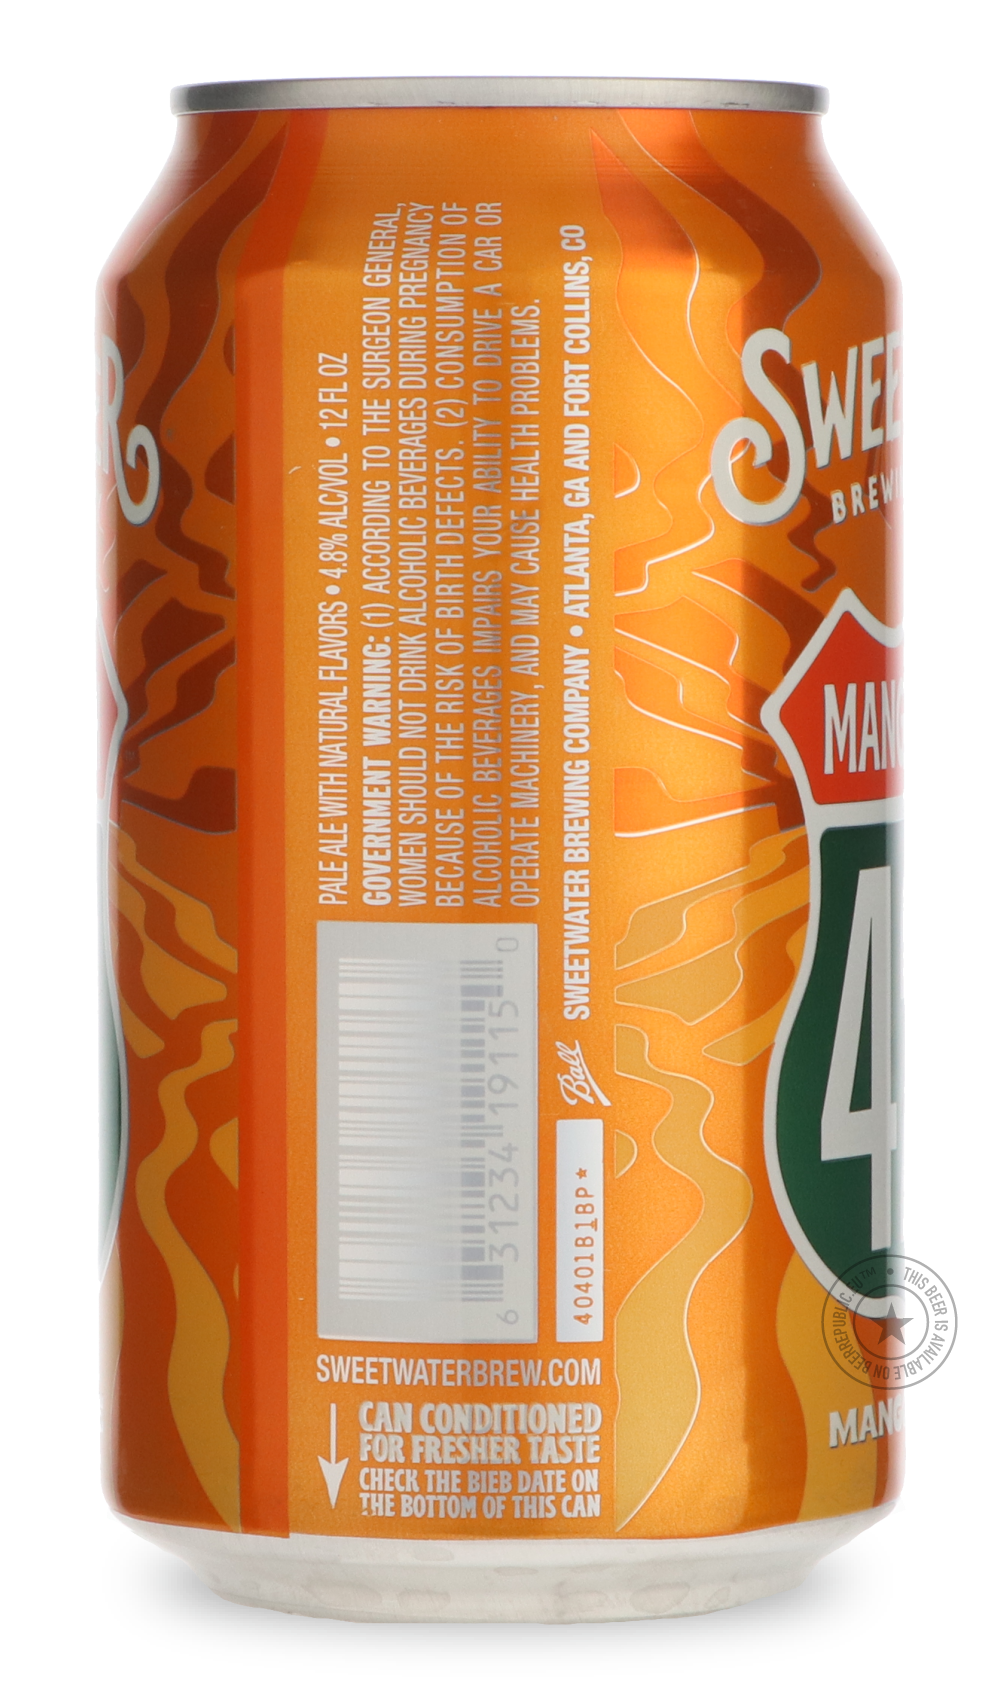 PALE ALE WITH NATURAL FLAVORS • 4.8% ALC/VOL • 12 FL OZ
GOVERNMENT WARNING: (1) ACCORDING TO THE SURGEON GENERAL,
WOMEN SHOULD NOT DRINK ALCOHOLIC BEVERAGES DURING PREGNANCY
BECAUSE OF THE RISK OF BIRTH DEFECTS. (2) CONSUMPTION OF
ALCOHOLIC BEVERAGES IMPAIRS YOUR ABILITY TO DRIVE A CAR OR
OPERATE MACHINERY, AND MAY CAUSE HEALTH PROBLEMS.
SWEETWATER BREWING COMPANY • ATLANTA, GA AND FORT COLLINS, CO
Ball
6 31234 19115 0
40401B1BP★
SWEETWATERBREW.COM
CAN CONDITIONED
FOR FRESHER TASTE
CHECK THE BIEB DATE ON
THE BOTTOM OF THIS CAN
ER
SWEE
BREWI
MANG
4
MANG
THIS BEER IS AVAILABLE ON BEERREPUBLIC.EU™ •